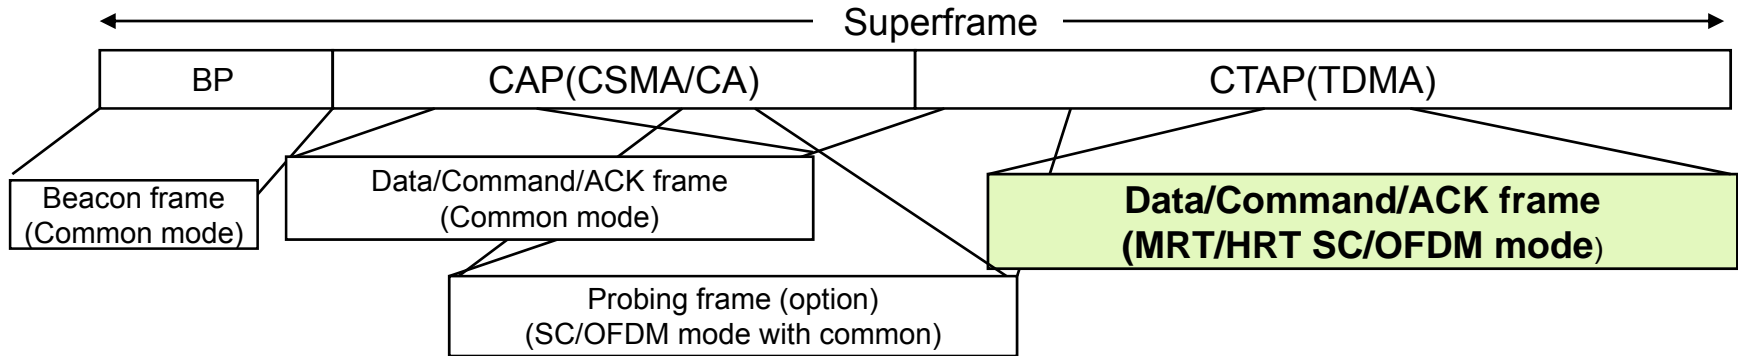 Superframe
BP
CAP(CSMA/CA)
CTAP(TDMA)
Beacon frame
(Common mode)
Data/Command/ACK frame
(Common mode)
Data/Command/ACK frame
(MRT/HRT SC/OFDM mode)
Probing frame (option)
(SC/OFDM mode with common)